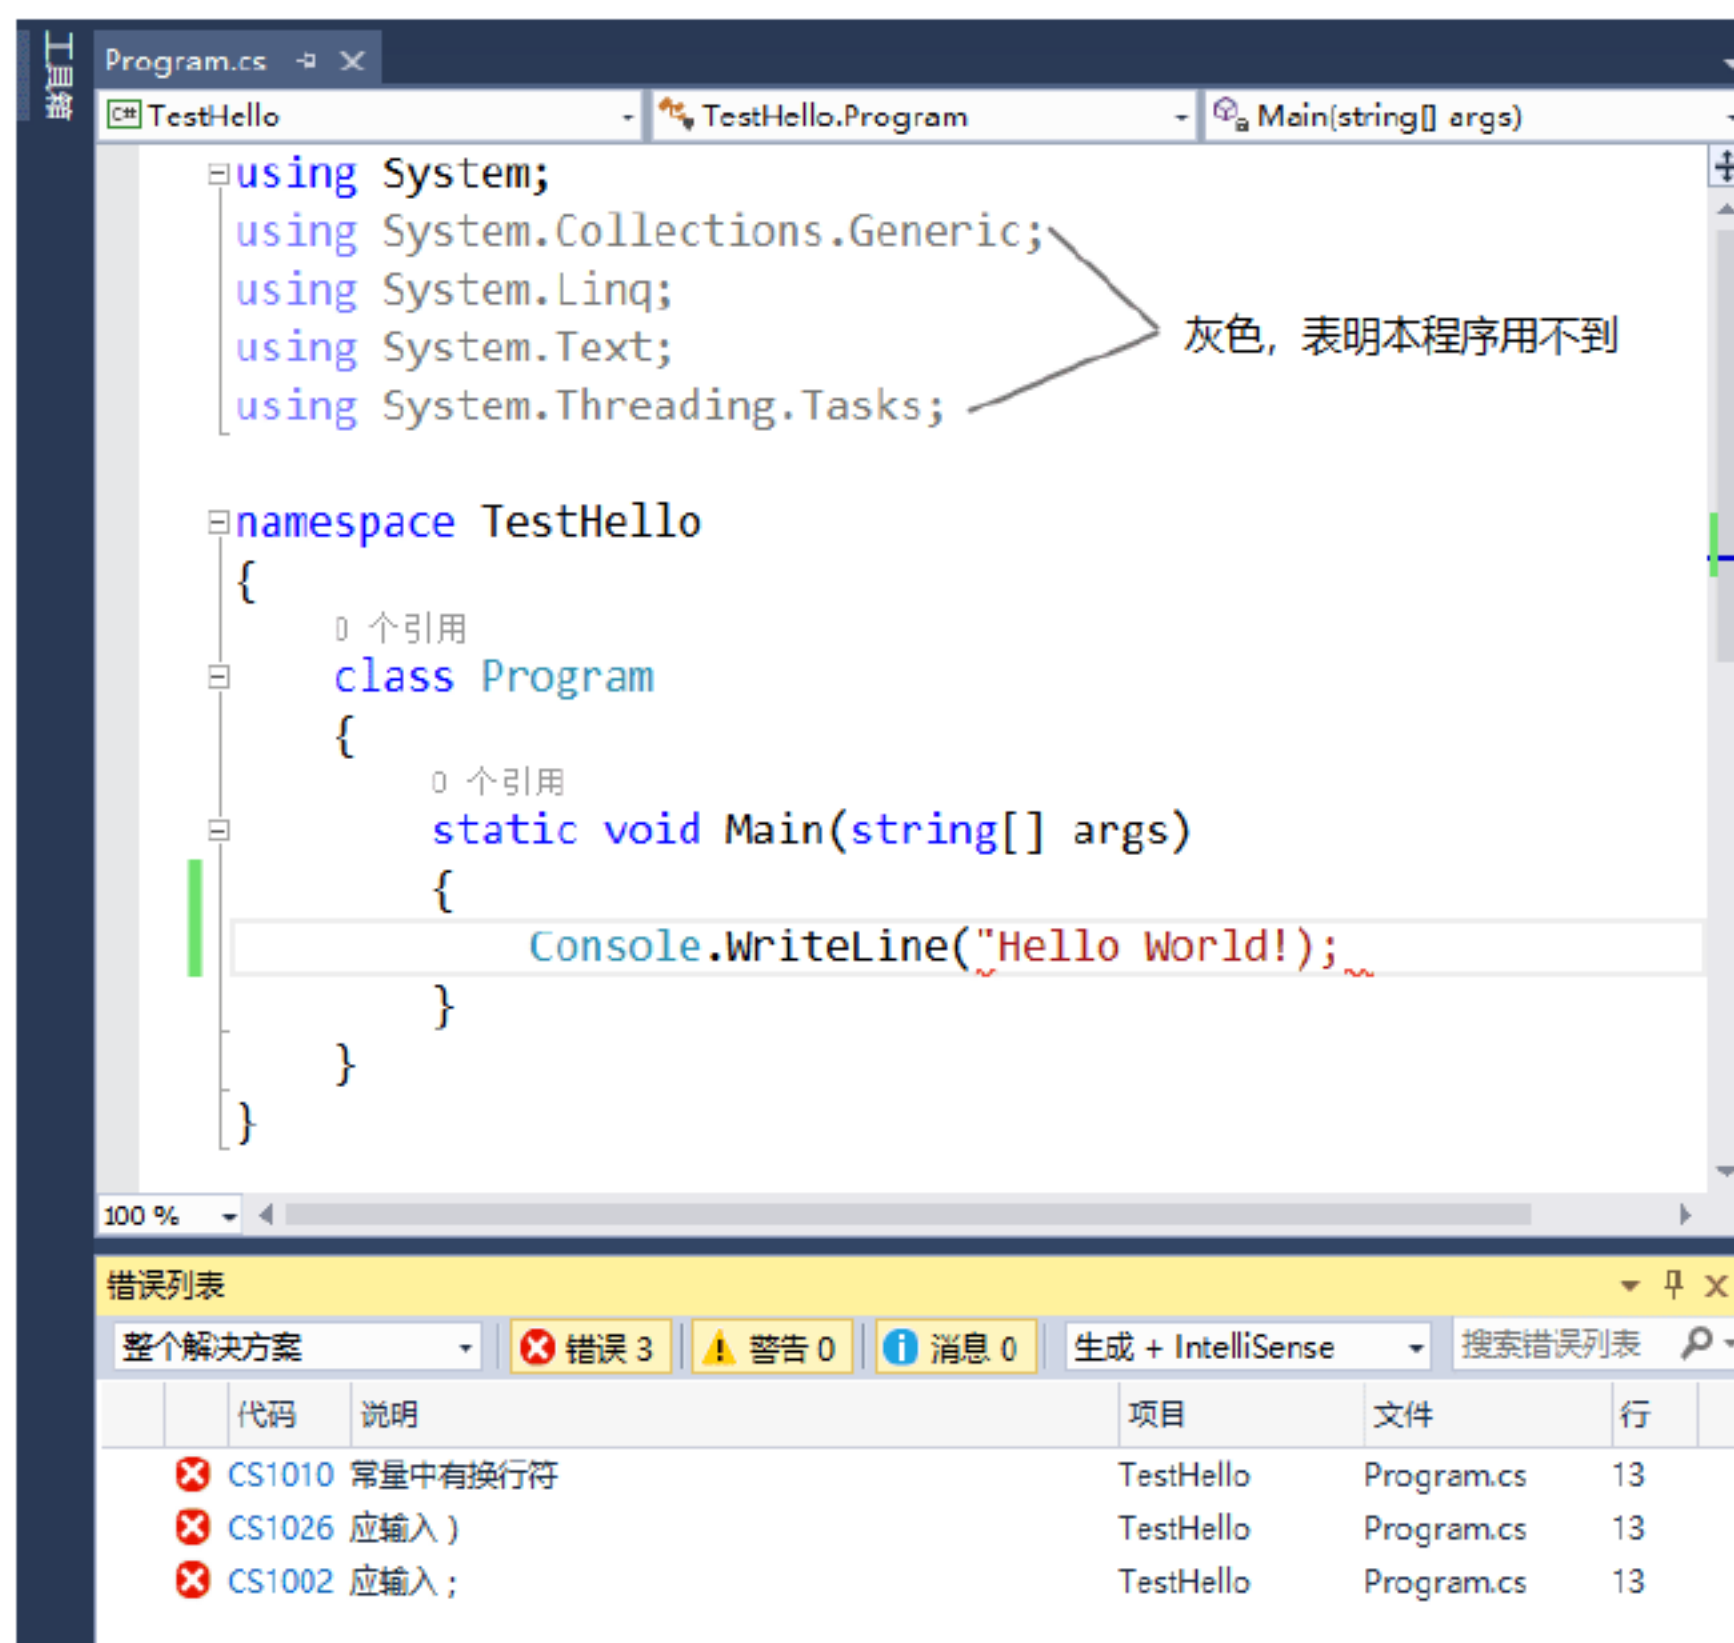 工具箱
Program.cs
TestHello TestHello.Program Main(string[] args)
using System;
using System.Collections.Generic;
using System.Linq;
灰色，表明本程序用不到
using System.Text;
using System.Threading.Tasks;
namespace TestHello
{
0 个引用
class Program
{
0 个引用
static void Main(string[] args)
{
Console.WriteLine("Hello World!);
}
}
}
100 %
错误列表
整个解决方案 错误 3 警告 0 消息 0 生成 + IntelliSense 搜索错误列表
代码 说明 项目 文件 行
CS1010 常量中有换行符 TestHello Program.cs 13
CS1026 应输入 ) TestHello Program.cs 13
CS1002 应输入 ; TestHello Program.cs 13